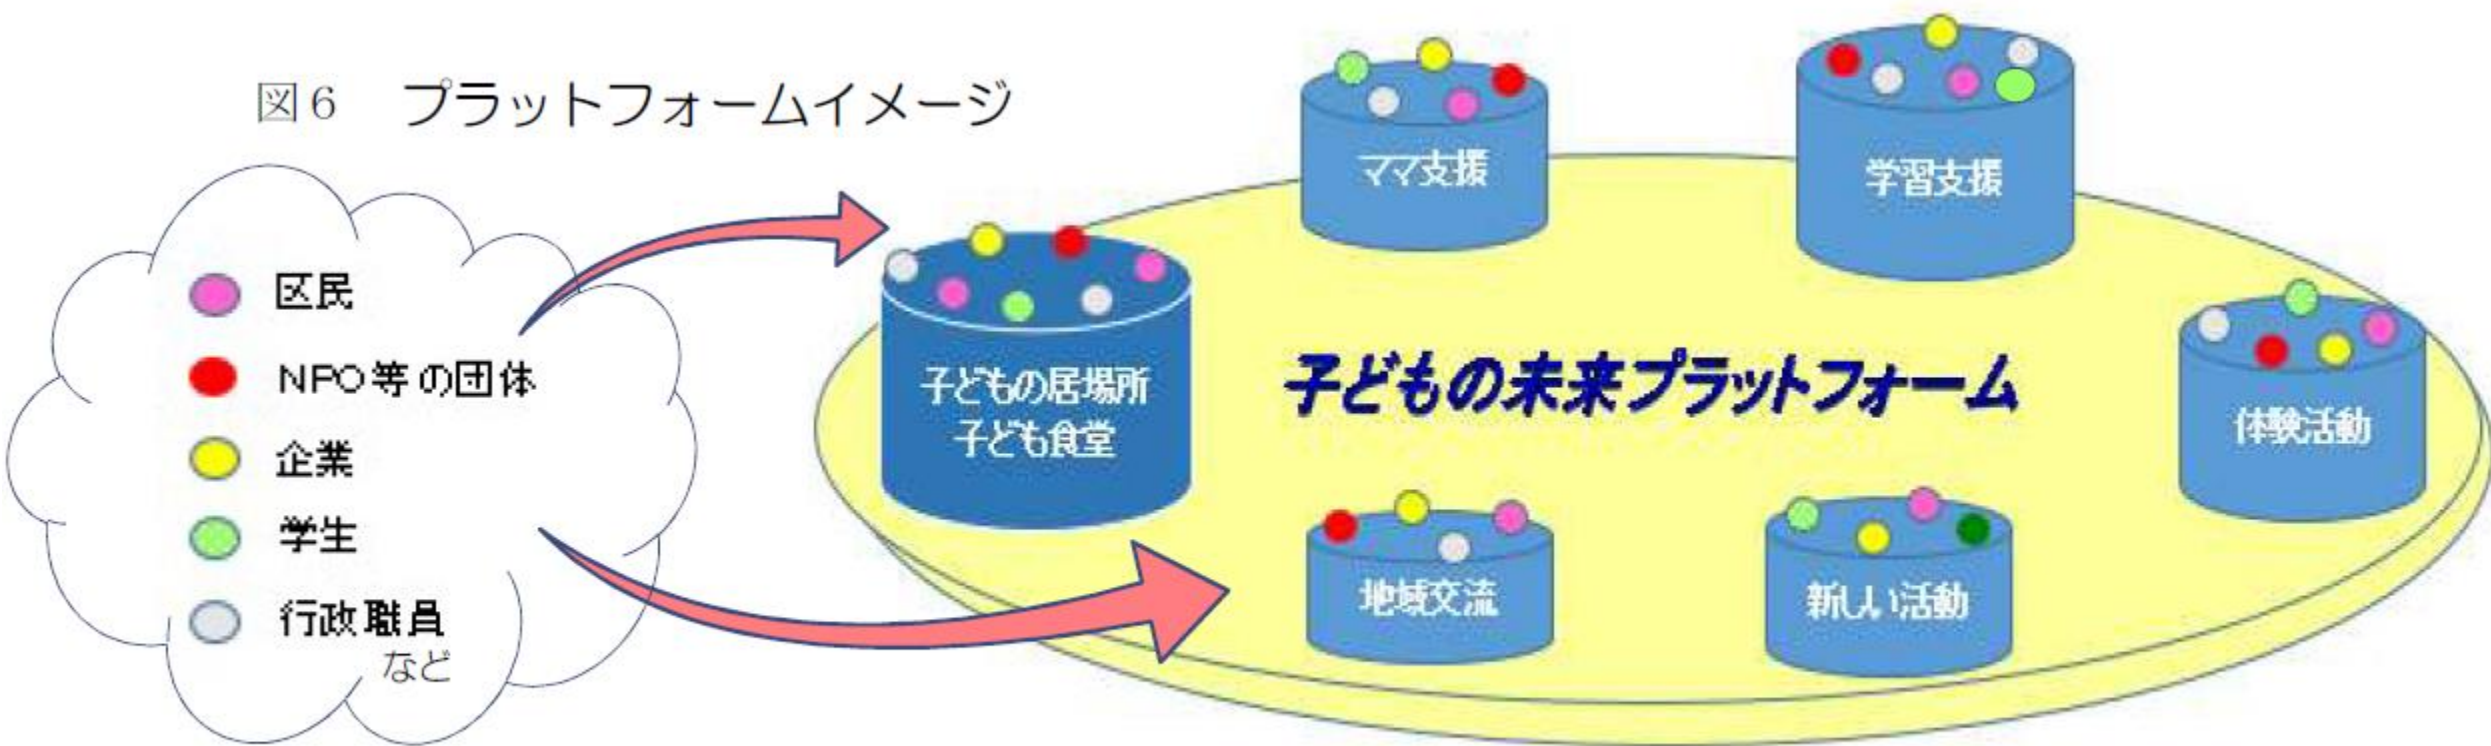 図6 プラットフォームイメージ
区民
NPO等の団体
企業
学生
行政職員
など
ママ支援
学習支援
子どもの居場所
子ども食堂
子どもの未来プラットフォーム
体験活動
地域交流
新しい活動